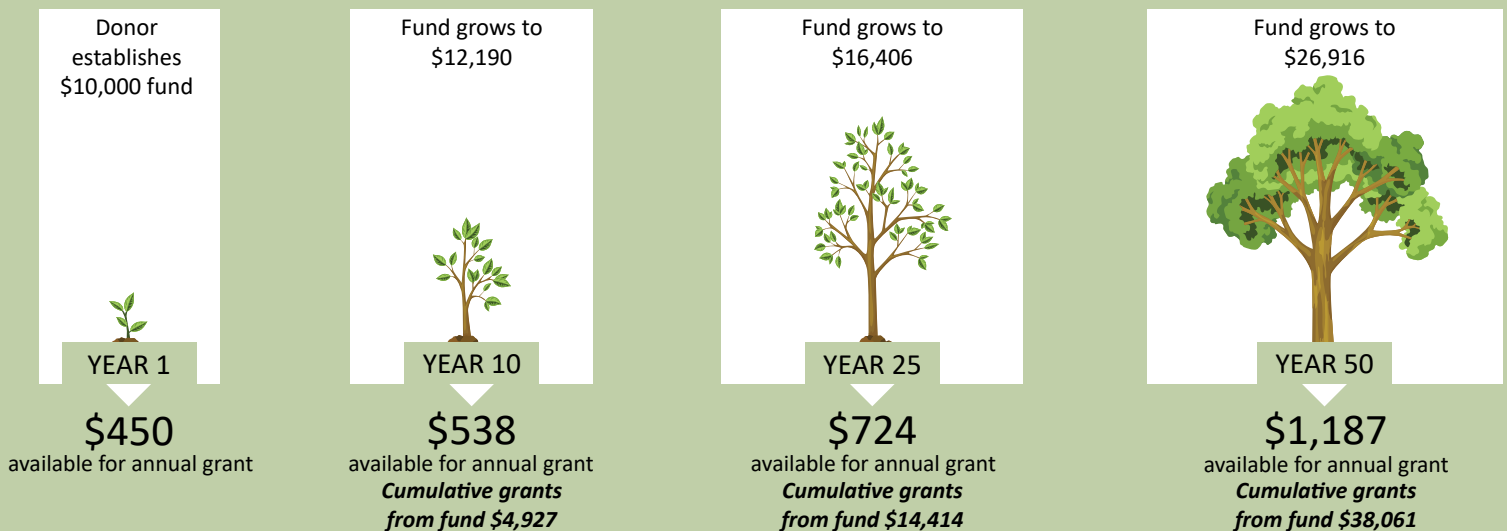 Donor
establishes
$10,000 fund
YEAR 1
$450
available for annual grant
Fund grows to
$12,190
YEAR 10
$538
available for annual grant
Cumulative grants
from fund $4,927
Fund grows to
$16,406
YEAR 25
$724
available for annual grant
Cumulative grants
from fund $14,414
Fund grows to
$26,916
YEAR 50
$1,187
available for annual grant
Cumulative grants
from fund $38,061